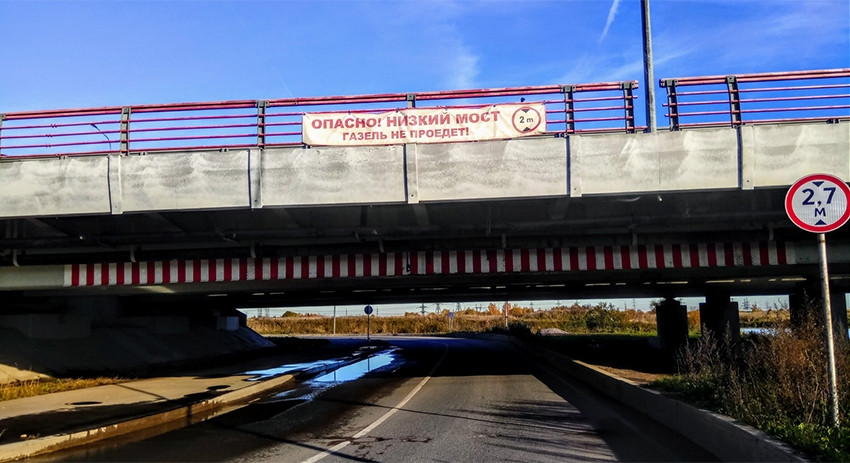 ОПАСНО! НИЗКИЙ МОСТ
ГАЗЕЛЬ НЕ ПРОЕДЕТ!
2 m
2,7
М